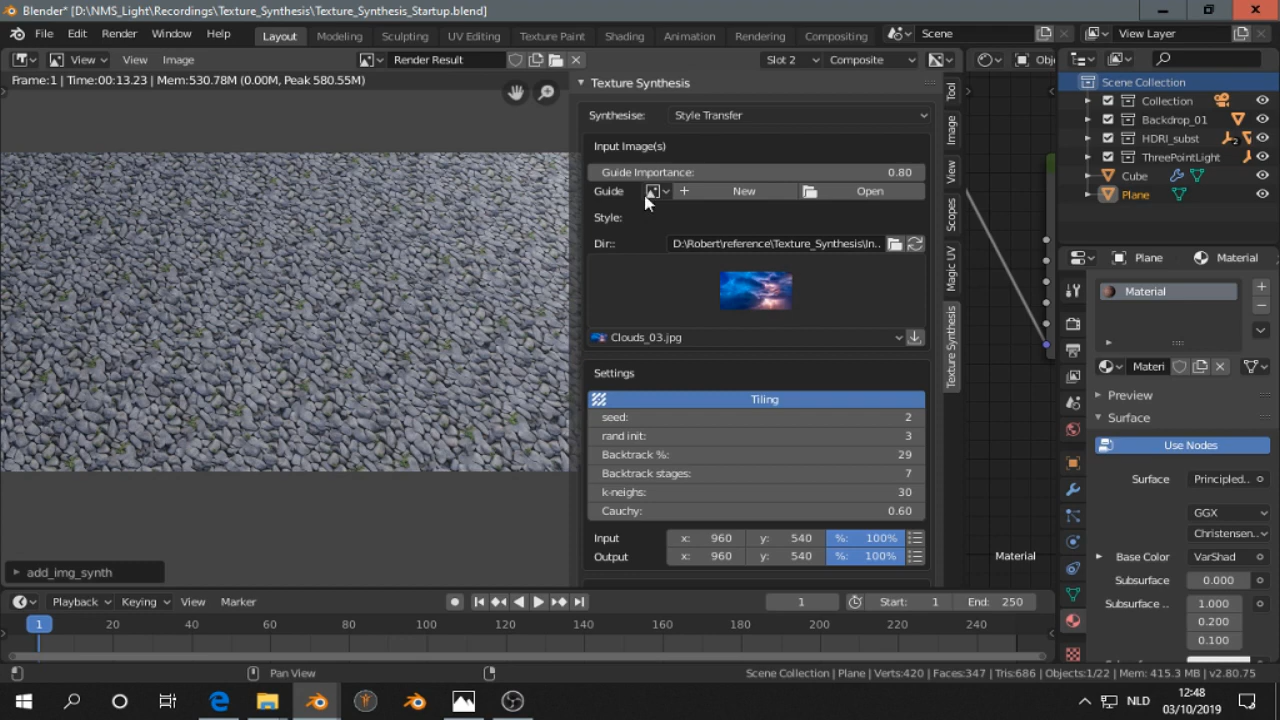 Blender* [D:\NMS_Light\Recordings\Texture_Synthesis\Texture_Synthesis_Startup.blend]
File Edit Render Window Help Layout Modeling Sculpting UV Editing Texture Paint Shading Animation Rendering Compositing Scene View Layer
View View Image Render Result Slot 2 Composite Obj
Frame:1 | Time:00:13.23 | Mem:530.78M (0.00M, Peak 580.55M)
Texture Synthesis
Synthesise: Style Transfer
Input Image(s)
Guide Importance: 0.80
Guide New Open
Style:
Dir:: D:\Robert\reference\Texture_Synthesis\In..
Clouds_03.jpg
Settings
Tiling
seed: 2
rand init: 3
Backtrack %: 29
Backtrack stages: 7
k-neighs: 30
Cauchy: 0.60
Input x: 960 y: 540 %: 100%
Output x: 960 y: 540 %: 100%
add_img_synth
Tool
Image
View
Scopes
Magic UV
Texture Synthesis
Material
Scene Collection
Collection
Backdrop_01
HDRI_subst
2
ThreePointLight
Cube
Plane
Plane Material
Material
Materi
Preview
Surface
Use Nodes
Surface Principled..
GGX
Christensen..
Base Color VarShad
Subsurface 0.000
Subsurface .. 1.000
0.200
0.100
Playback Keying View Marker 1 Start: 1 End: 250
1 20 40 60 80 100 120 140 160 180 200 220 240
Pan View Scene Collection | Plane | Verts:420 | Faces:347 | Tris:686 | Objects:1/22 | Mem: 415.3 MB | v2.80.75
NLD
12:48
03/10/2019